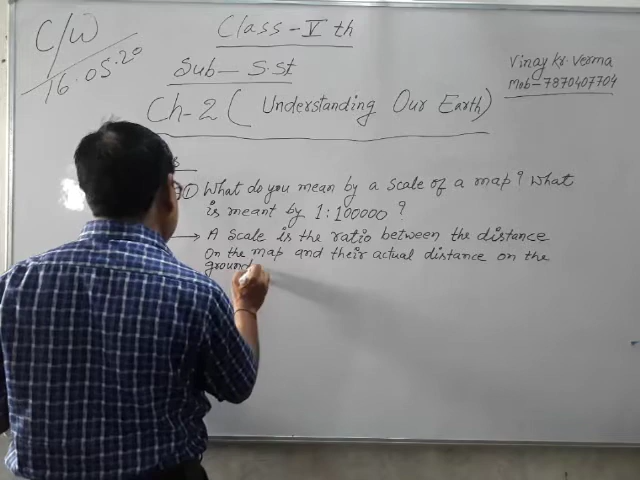 C/W
16.05.20
Class - V th
Sub - S.St
Vinay Kr. Verma
Mob - 7870407704
Ch-2 ( Understanding Our Earth)
① What do you mean by a scale of a map? What
is meant by 1:100000 ?
→ A Scale is the ratio between the distance
on the map and their actual distance on the
ground